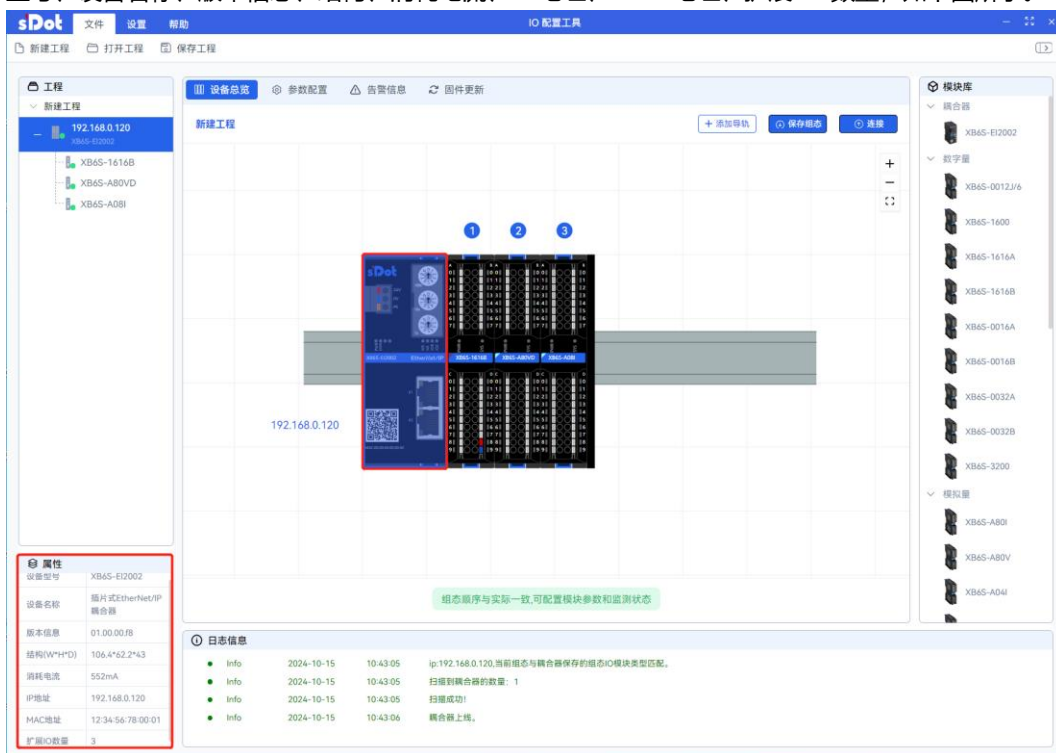 sDot 文件 设置 帮助 IO 配置工具
新建工程 打开工程 保存工程
工程
新建工程
192.168.0.120
XB6S-EI2002
XB6S-1616B
XB6S-A80VD
XB6S-A08I
设备总览 参数配置 告警信息 固件更新
新建工程
+ 添加导轨 保存组态 连接
1 2 3
sDot
XB6S-EI2002 EtherNet/IP XB6S-1616B XB6S-A80VD XB6S-A08I
192.168.0.120
组态顺序与实际一致,可配置模块参数和监测状态
模块库
耦合器
XB6S-EI2002
数字量
XB6S-0012J/6
XB6S-1600
XB6S-1616A
XB6S-1616B
XB6S-0016A
XB6S-0016B
XB6S-0032A
XB6S-0032B
XB6S-3200
模拟量
XB6S-A80I
XB6S-A80V
XB6S-A04I
属性
设备型号 XB6S-EI2002
设备名称 插片式EtherNet/IP
耦合器
版本信息 01.00.00.f8
结构(W*H*D) 106.4*62.2*43
消耗电流 552mA
IP地址 192.168.0.120
MAC地址 12:34:56:78:00:01
扩展IO数量 3
日志信息
Info 2024-10-15 10:43:05 ip:192.168.0.120,当前组态与耦合器保存的组态IO模块类型匹配。
Info 2024-10-15 10:43:05 扫描到耦合器的数量: 1
Info 2024-10-15 10:43:05 扫描成功!
Info 2024-10-15 10:43:06 耦合器上线。